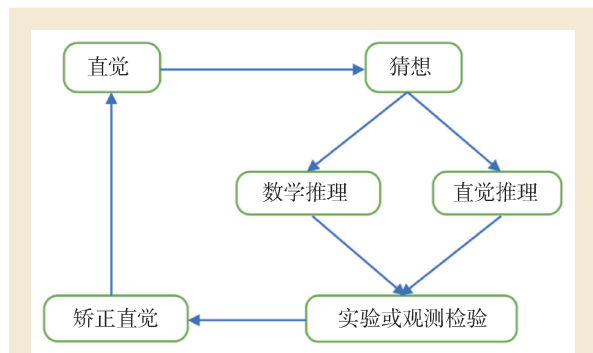 直觉
猜想
数学推理
直觉推理
矫正直觉
实验或观测检验